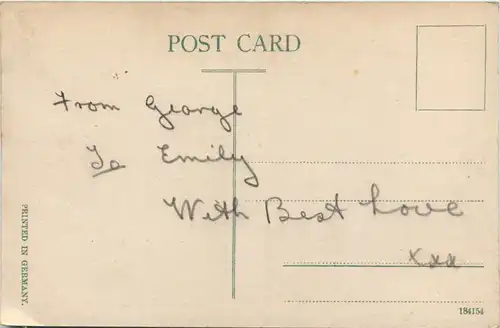 POST CARD
From George
To Emily
With Best Love
xxx
PRINTED IN GERMANY.
184154